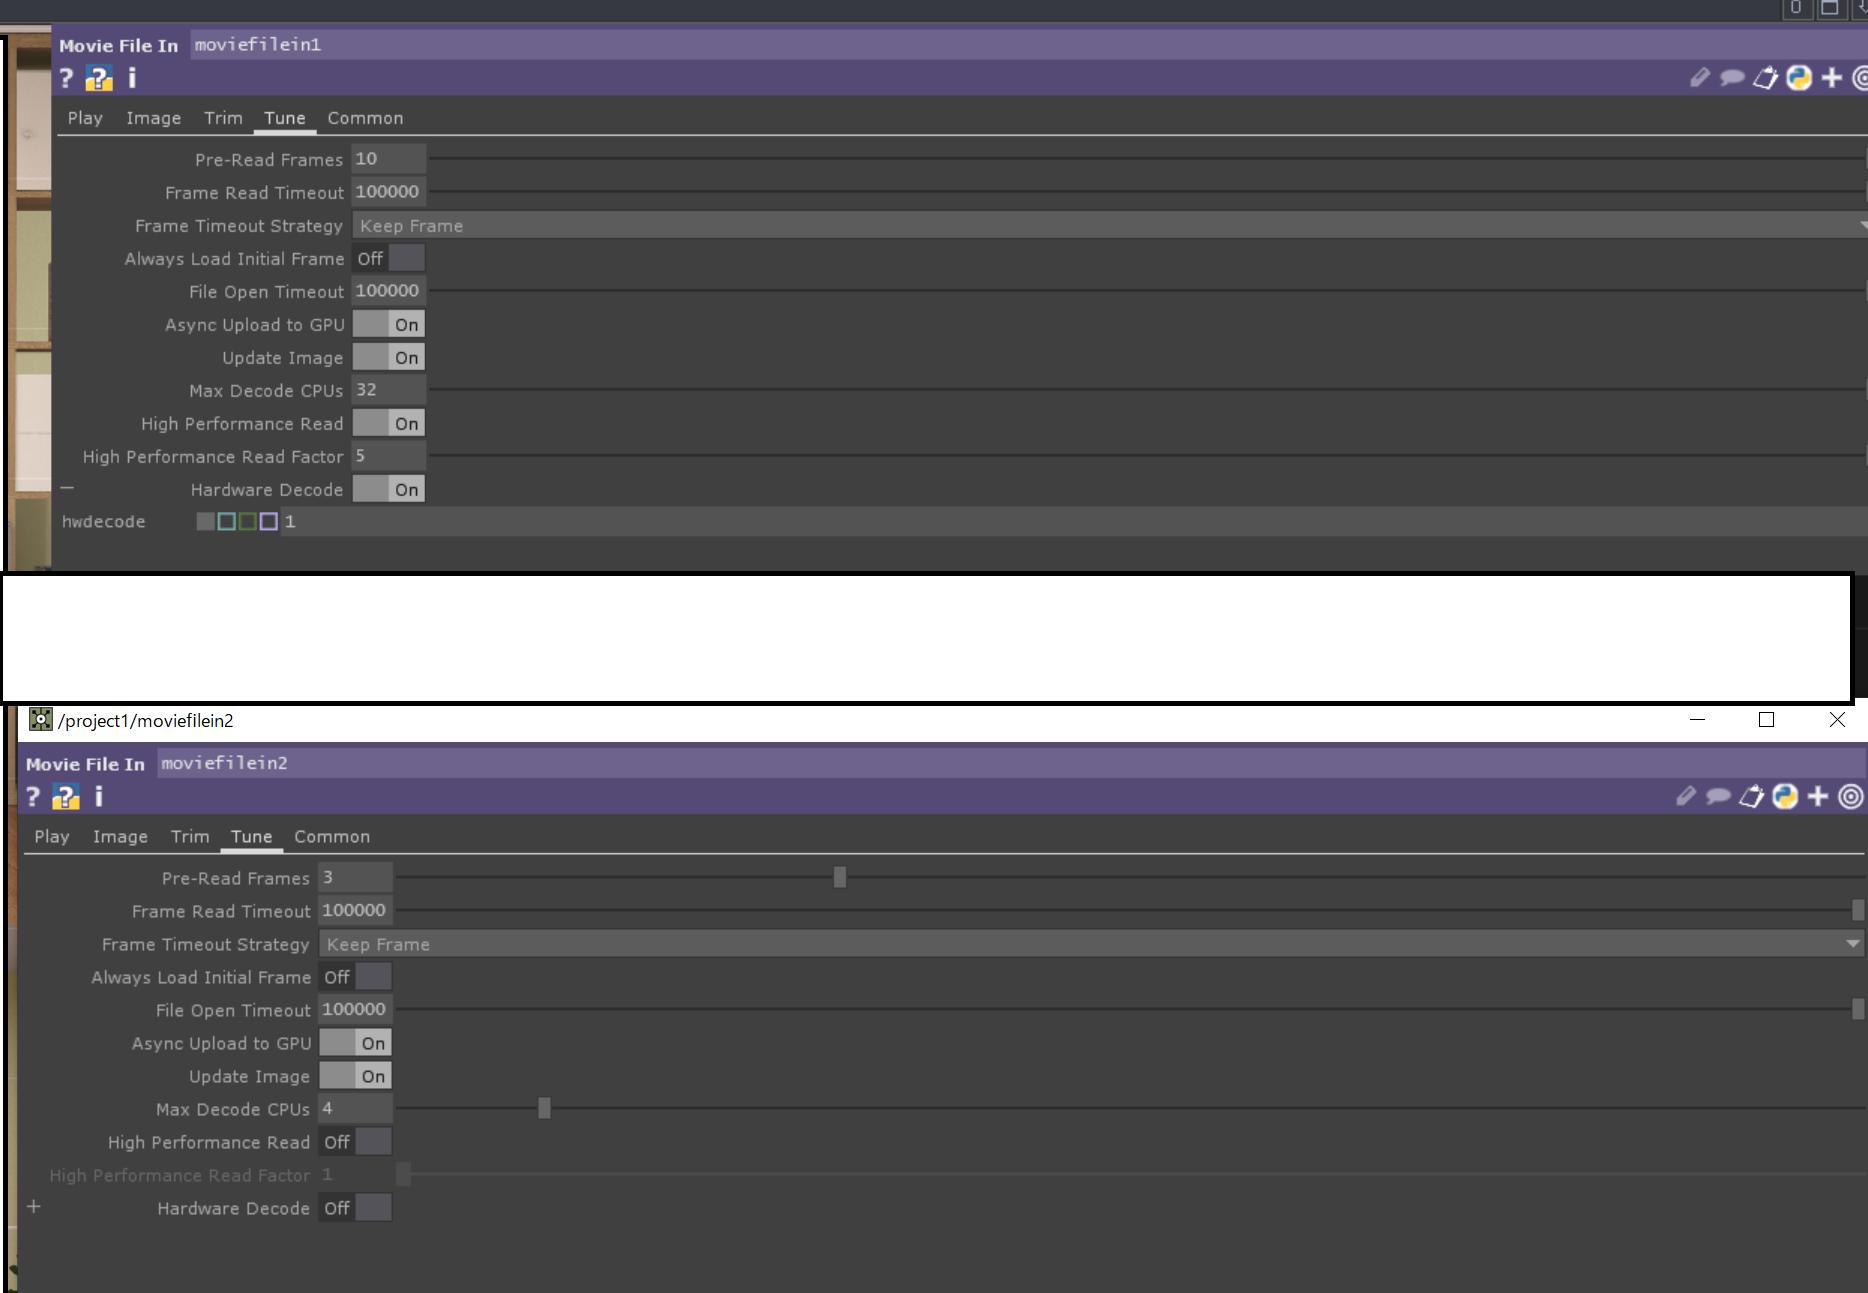 Movie File In moviefilein1
? ? i
Play Image Trim Tune Common
Pre-Read Frames 10
Frame Read Timeout 100000
Frame Timeout Strategy Keep Frame
Always Load Initial Frame Off
File Open Timeout 100000
Async Upload to GPU On
Update Image On
Max Decode CPUs 32
High Performance Read On
High Performance Read Factor 5
Hardware Decode On
hwdecode 1
/project1/moviefilein2
Movie File In moviefilein2
? ? i
Play Image Trim Tune Common
Pre-Read Frames 3
Frame Read Timeout 100000
Frame Timeout Strategy Keep Frame
Always Load Initial Frame Off
File Open Timeout 100000
Async Upload to GPU On
Update Image On
Max Decode CPUs 4
High Performance Read Off
High Performance Read Factor 1
Hardware Decode Off